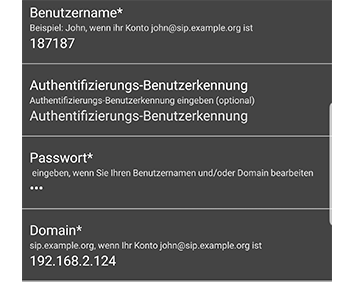 Benutzername*
Beispiel: John, wenn ihr Konto john@sip.example.org ist
187187
Authentifizierungs-Benutzerkennung
Authentifizierungs-Benutzerkennung eingeben (optional)
Authentifizierungs-Benutzerkennung
Passwort*
eingeben, wenn Sie Ihren Benutzernamen und/oder Domain bearbeiten
•••
Domain*
sip.example.org, wenn Ihr Konto john@sip.example.org ist
192.168.2.124